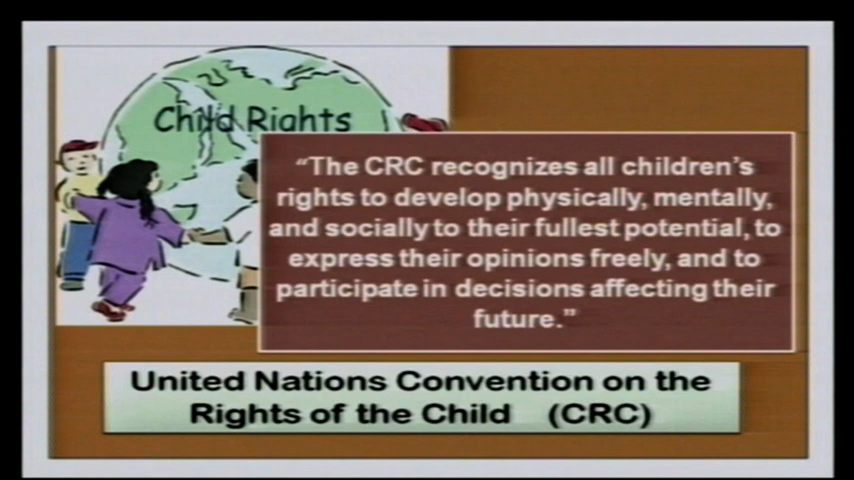 Child Rights
“The CRC recognizes all children’s
rights to develop physically, mentally,
and socially to their fullest potential, to
express their opinions freely, and to
participate in decisions affecting their
future.”
United Nations Convention on the
Rights of the Child (CRC)